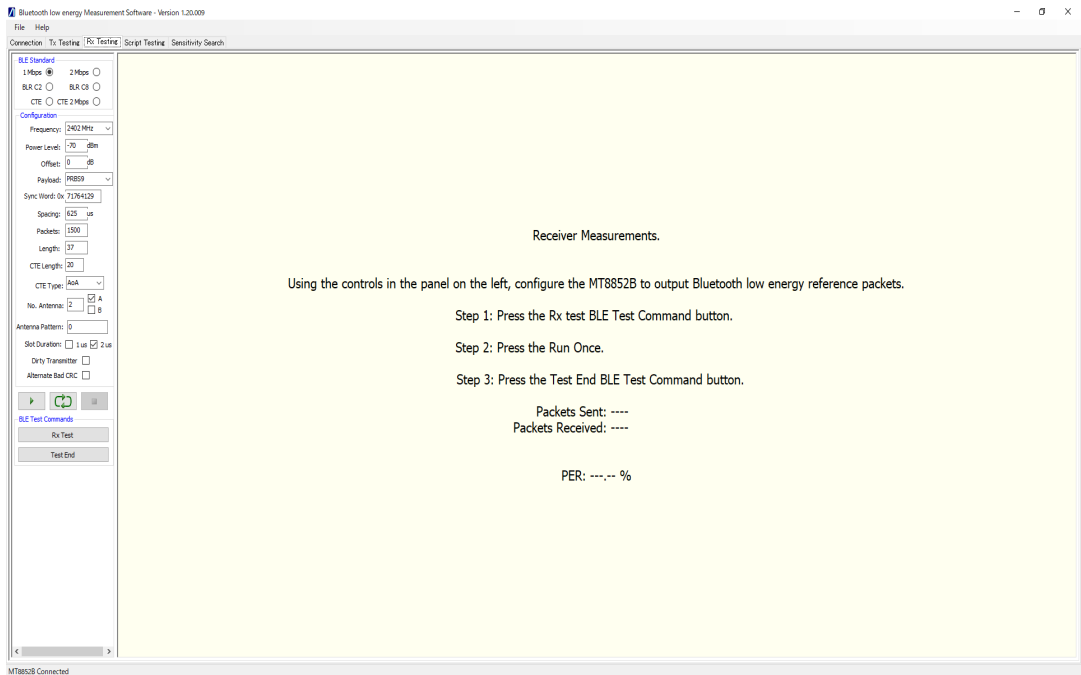 Bluetooth low energy Measurement Software - Version 1.20.009
File Help
Connection Tx Testing Rx Testing Script Testing Sensitivity Search
BLE Standard
1 Mbps 2 Mbps
BLR C2 BLR C8
CTE CTE 2 Mbps
Configuration
Frequency: 2402 MHz
Power Level: -70 dBm
Offset: 0 dB
Payload: PRBS9
Sync Word: 0x 71764129
Spacing: 625 us
Packets: 1500
Length: 37
CTE Length: 20
CTE Type: AoA
No. Antenna: 2 A
B
Antenna Pattern: 0
Slot Duration: 1 us 2 us
Dirty Transmitter
Alternate Bad CRC
BLE Test Commands
Rx Test
Test End
Receiver Measurements.
Using the controls in the panel on the left, configure the MT8852B to output Bluetooth low energy reference packets.
Step 1: Press the Rx test BLE Test Command button.
Step 2: Press the Run Once.
Step 3: Press the Test End BLE Test Command button.
Packets Sent: ----
Packets Received: ----
PER: ---.-- %
MT8852B Connected